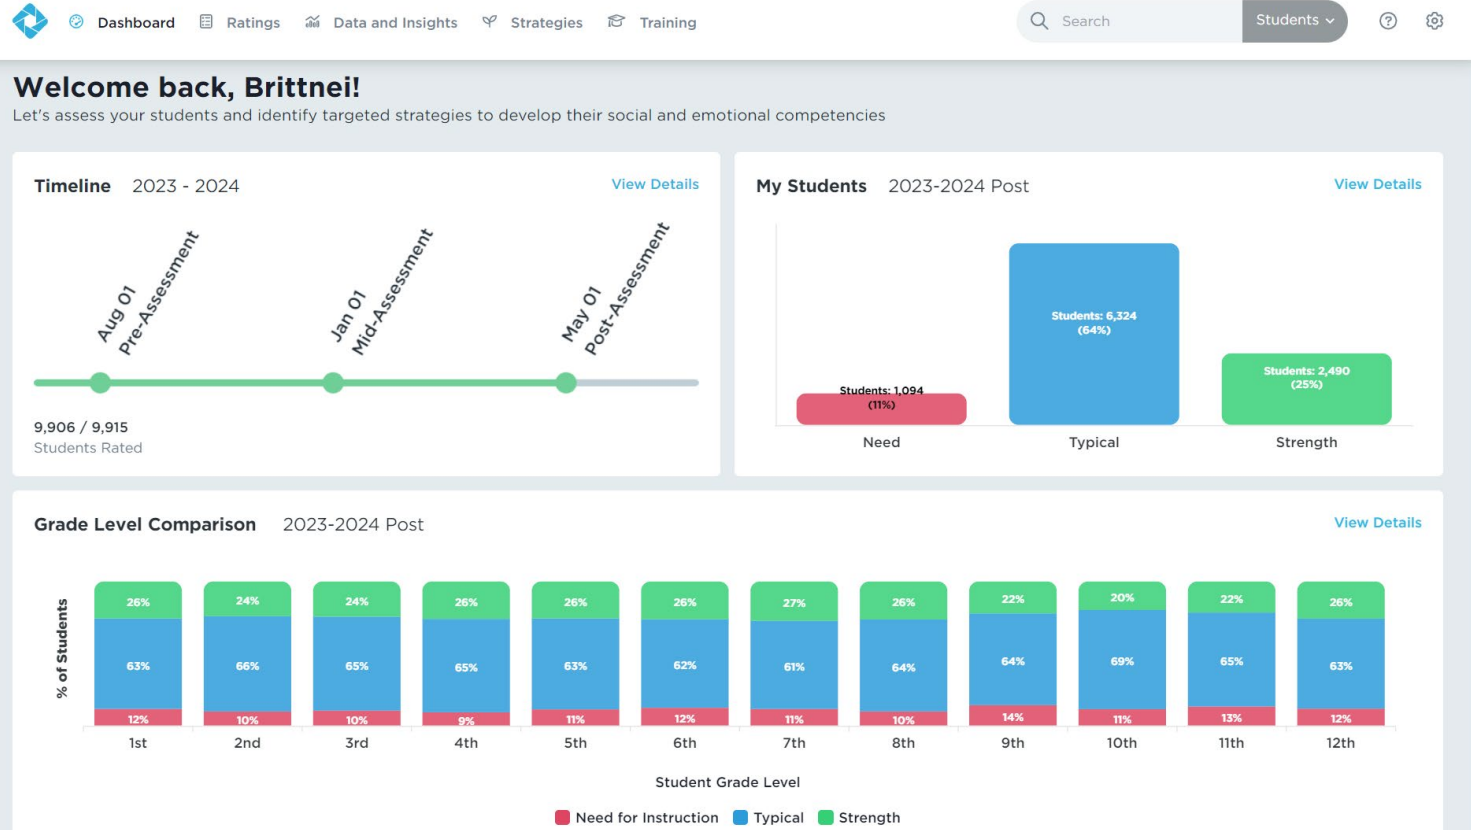 Dashboard Ratings Data and Insights Strategies Training Search Students
Welcome back, Brittnei!
Let's assess your students and identify targeted strategies to develop their social and emotional competencies
Timeline 2023 - 2024 View Details
Aug 01
Pre-Assessment
Jan 01
Mid-Assessment
May 01
Post-Assessment
9,906 / 9,915
Students Rated
My Students 2023-2024 Post View Details
Students: 6,324
(64%)
Students: 2,490
(25%)
Students: 1,094
(11%)
Need Typical Strength
Grade Level Comparison 2023-2024 Post View Details
% of Students
26% 24% 24% 26% 26% 26% 27% 26% 22% 20% 22% 26%
63% 66% 65% 65% 63% 62% 61% 64% 64% 69% 65% 63%
12% 10% 10% 9% 11% 12% 11% 10% 14% 11% 13% 12%
1st 2nd 3rd 4th 5th 6th 7th 8th 9th 10th 11th 12th
Student Grade Level
Need for Instruction Typical Strength